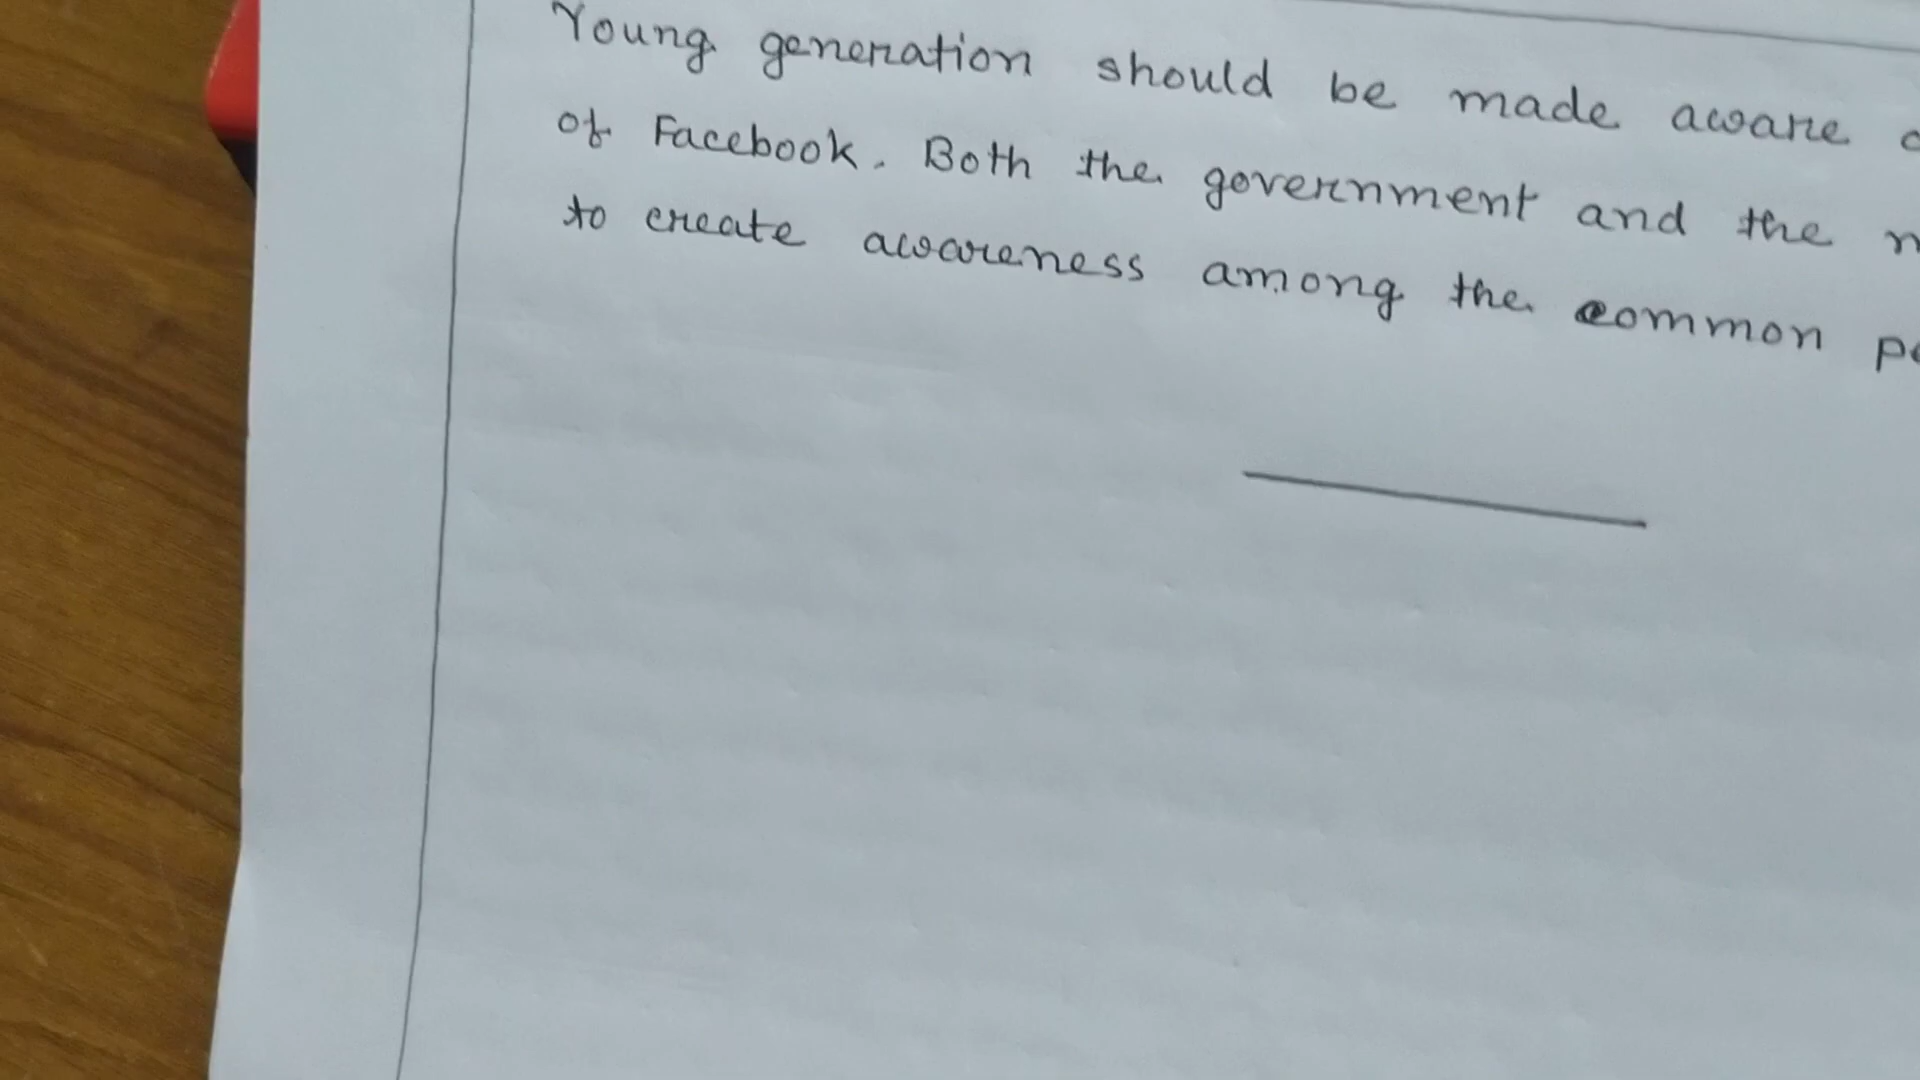 Young generation should be made aware
of Facebook. Both the government and the
to create awareness among the common